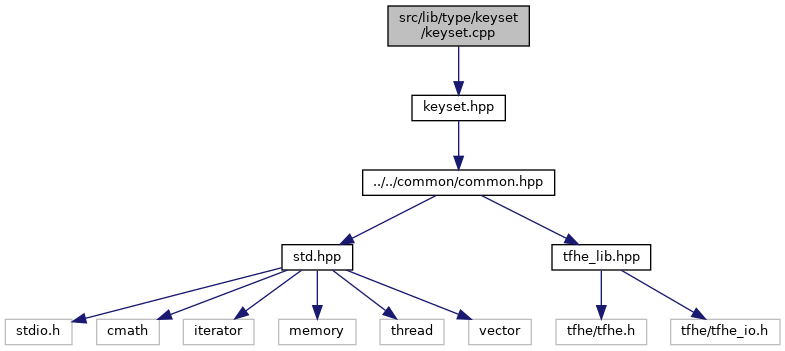 src/lib/type/keyset
/keyset.cpp
keyset.hpp
../../common/common.hpp
std.hpp
tfhe_lib.hpp
stdio.h
cmath
iterator
memory
thread
vector
tfhe/tfhe.h
tfhe/tfhe_io.h